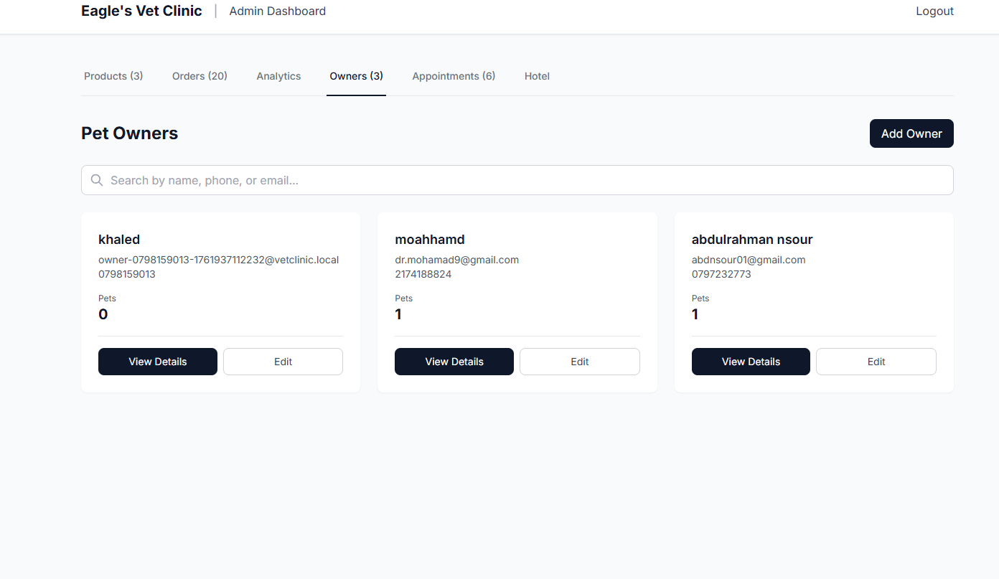 Eagle's Vet Clinic | Admin Dashboard Logout
Products (3) Orders (20) Analytics Owners (3) Appointments (6) Hotel
Pet Owners Add Owner
Search by name, phone, or email...
khaled
owner-0798159013-1761937112232@vetclinic.local
0798159013
Pets
0
View Details Edit
moahhamd
dr.mohamad9@gmail.com
2174188824
Pets
1
View Details Edit
abdulrahman nsour
abdnsour01@gmail.com
0797232773
Pets
1
View Details Edit